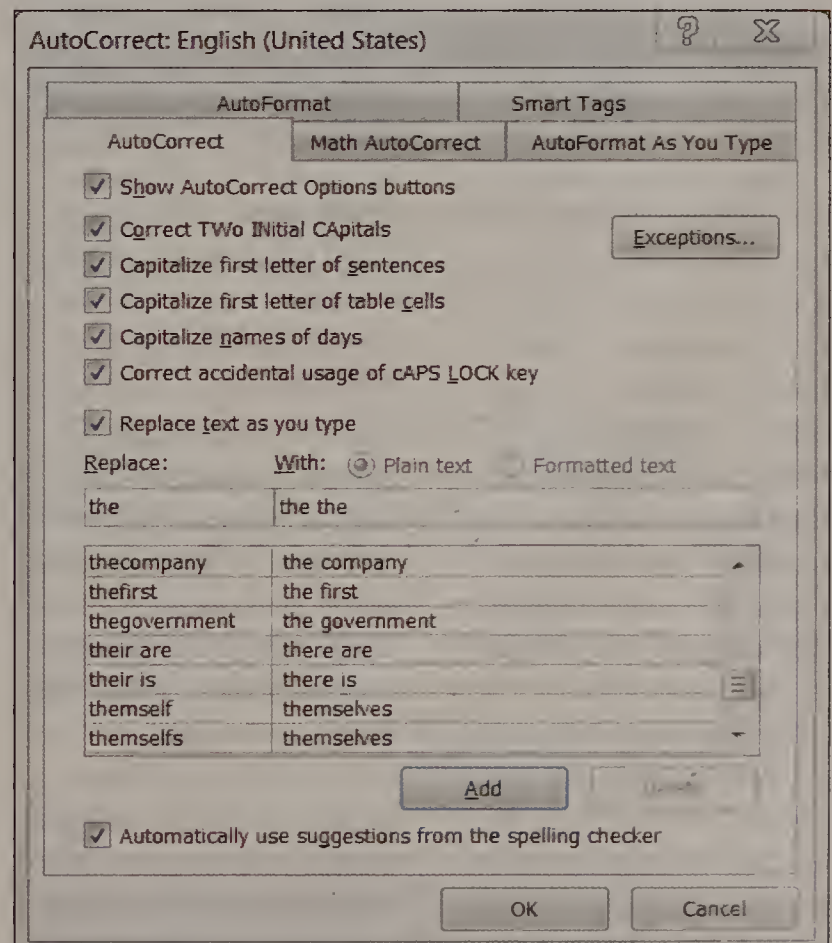 AutoCorrect: English (United States)
AutoFormat Smart Tags
AutoCorrect Math AutoCorrect AutoFormat As You Type
Show AutoCorrect Options buttons
Correct TWo INitial CApitals Exceptions...
Capitalize first letter of sentences
Capitalize first letter of table cells
Capitalize names of days
Correct accidental usage of cAPS LOCK key
Replace text as you type
Replace: With: Plain text Formatted text
the the the
thecompany the company
thefirst the first
thegovernment the government
their are there are
their is there is
themself themselves
themselfs themselves
Add
Automatically use suggestions from the spelling checker
OK Cancel